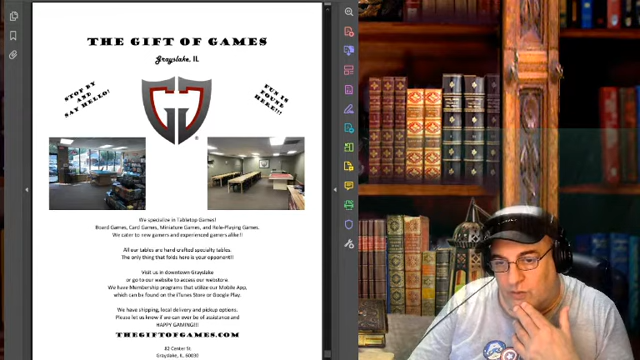 THE GIFT OF GAMES
Grayslake, IL
STOP BY
AND
SAY HELLO!
FUN IS
FOUND
HERE!!!
We specialize in Tabletop Games!
Board Games, Card Games, Miniature Games, and Role-Playing Games.
We cater to new gamers and experienced gamers alike!!
All our tables are hand crafted specialty tables.
The only thing that folds here is your opponent!!
Visit us in downtown Grayslake
or go to our website to access our webstore.
We have Membership programs that utilize our Mobile App,
which can be found on the iTunes Store or Google Play.
We have shipping, local delivery and pickup options.
Please let us know if we can ever be of assistance and
HAPPY GAMING!!!
THEGIFTOFGAMES.COM
82 Center St
Grayslake, IL 60030